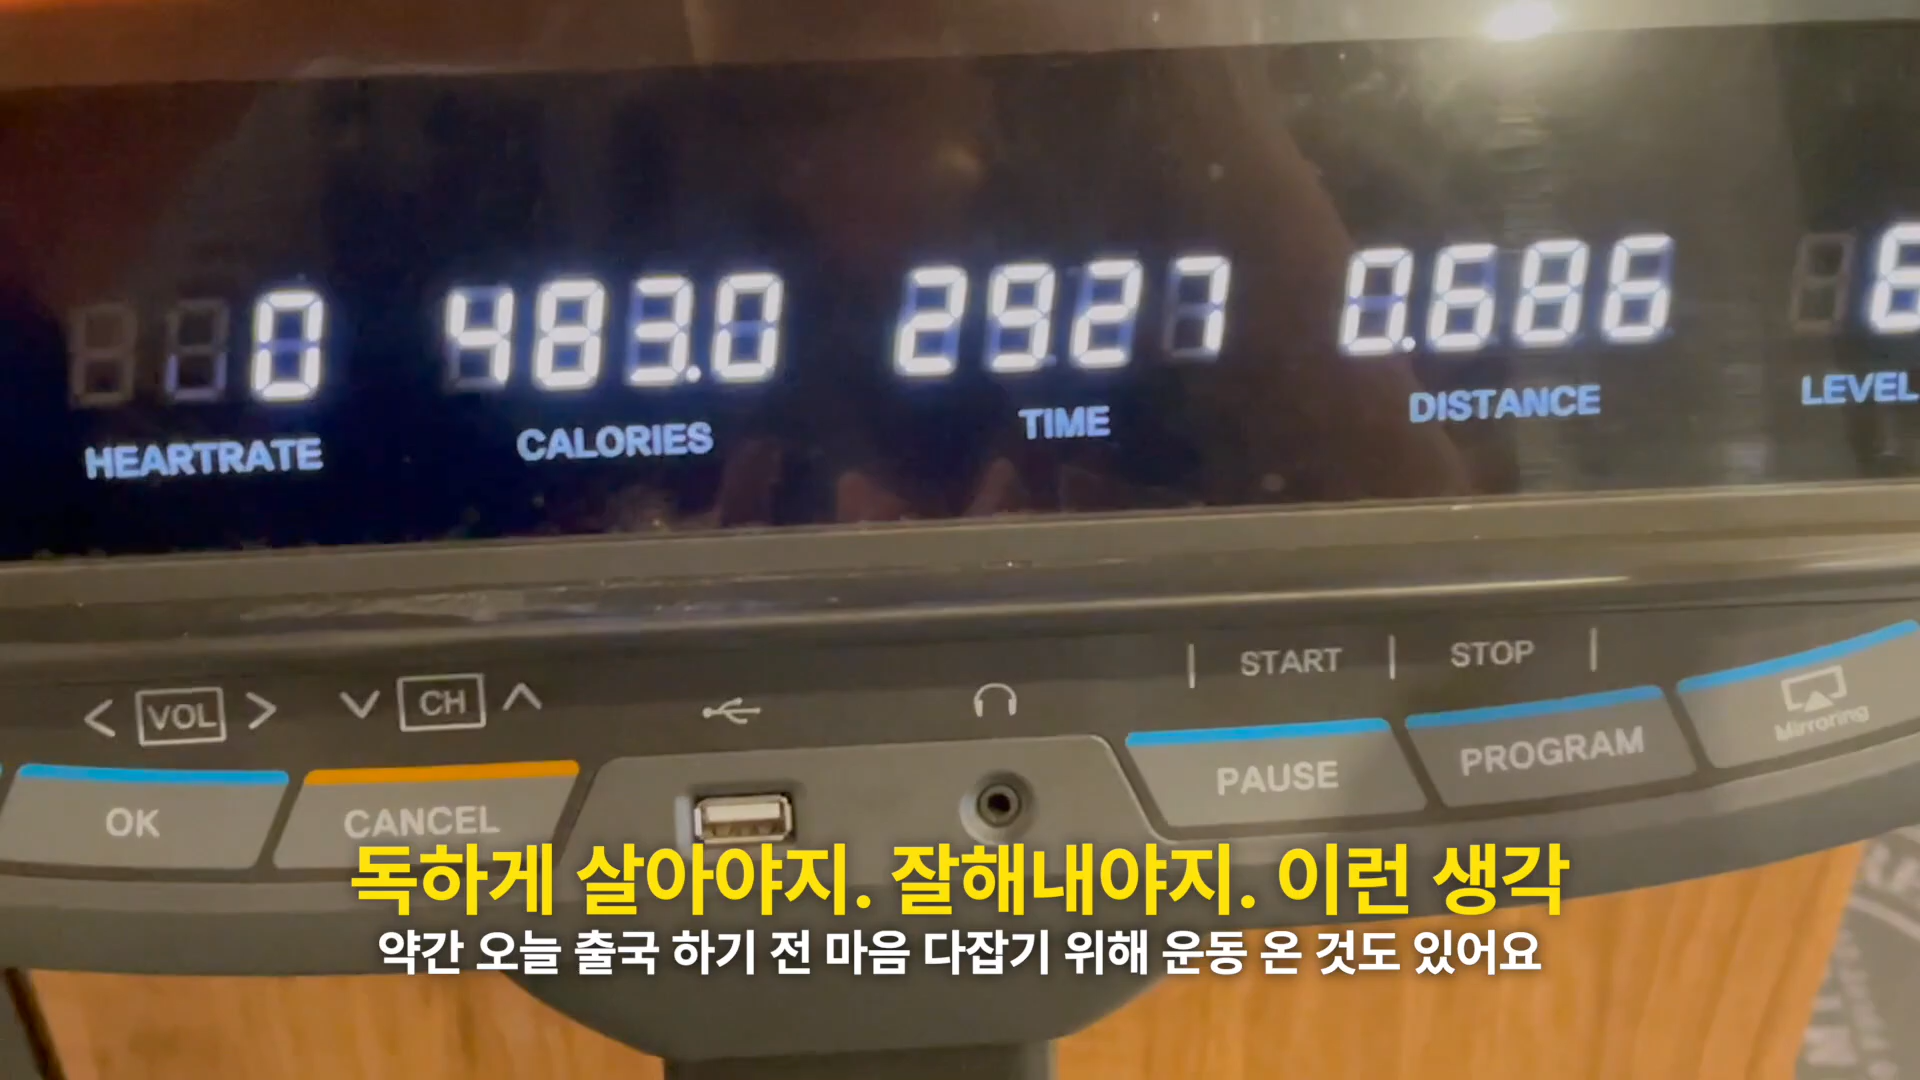 0 483.0 2927 0.686
HEARTRATE CALORIES TIME DISTANCE LEVEL
START STOP
< VOL > CH
OK CANCEL PAUSE PROGRAM Mirroring
독하게 살아야지. 잘해내야지. 이런 생각
약간 오늘 출국 하기 전 마음 다잡기 위해 운동 온 것도 있어요